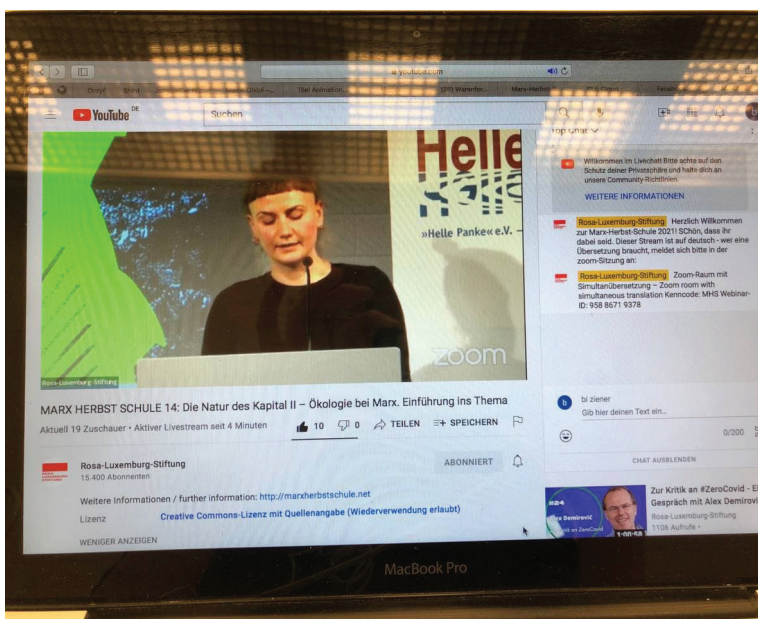 youtube.com
YouTube DE
Suchen
Helle
»Helle Panke« e.V. –
zoom
Rosa-Luxemburg-Stiftung
MARX HERBST SCHULE 14: Die Natur des Kapital II – Ökologie bei Marx. Einführung ins Thema
Aktuell 19 Zuschauer • Aktiver Livestream seit 4 Minuten
10
0
TEILEN
SPEICHERN
Rosa-Luxemburg-Stiftung
15.400 Abonnenten
ABONNIERT
Weitere Informationen / further information: http://marxherbstschule.net
Lizenz
Creative Commons-Lizenz mit Quellenangabe (Wiederverwendung erlaubt)
WENIGER ANZEIGEN
Top Chat
Willkommen im Livechat! Bitte achte auf den
Schutz deiner Privatsphäre und halte dich an
unsere Community-Richtlinien.
WEITERE INFORMATIONEN
Rosa-Luxemburg-Stiftung Herzlich Willkommen
zur Marx-Herbst-Schule 2021! SChön, dass ihr
dabei seid. Dieser Stream ist auf deutsch - wer eine
Übersetzung braucht, meldet sich bitte in der
zoom-Sitzung an:
Rosa-Luxemburg-Stiftung Zoom-Raum mit
Simultanübersetzung – Zoom room with
simultaneous translation Kenncode: MHS Webinar-
ID: 958 8671 9378
b
bi ziener
Gib hier deinen Text ein...
0/200
CHAT AUSBLENDEN
#24
Alex Demirović
1:00:58
Zur Kritik an #ZeroCovid - Ei
Gespräch mit Alex Demirovi
Rosa-Luxemburg-Stiftung
1106 Aufrufe •
MacBook Pro